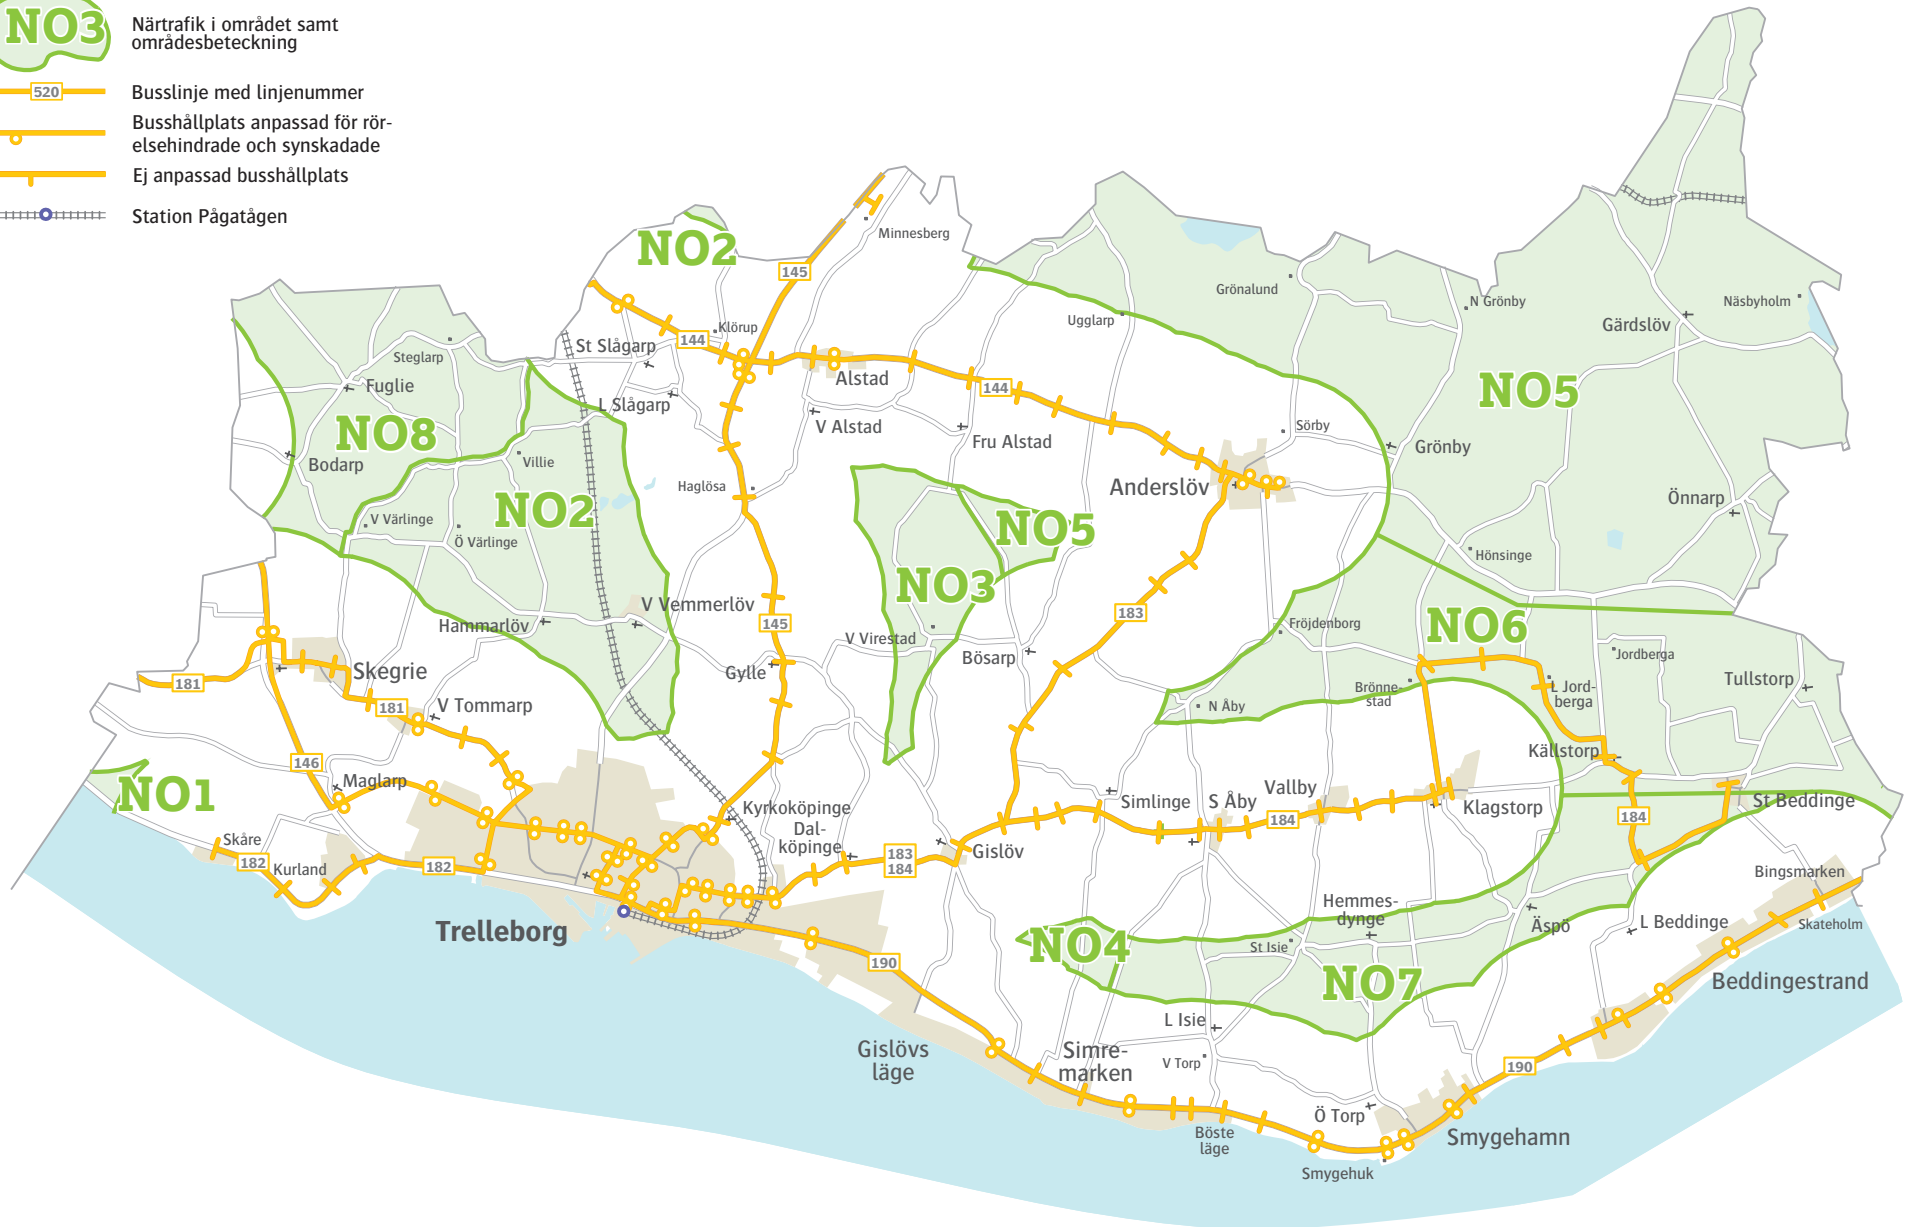 NO3
Närtrafik i området samt
områdesbeteckning
520
Busslinje med linjenummer
Busshållplats anpassad för rör-
elsehindrade och synskadade
Ej anpassad busshållplats
Station Pågatågen
NO2
Minnesberg
145
Grönalund
N Grönby
Näsbyholm
Ugglarp
Gärdslöv
Klörup
144
St Slågarp
Steglarp
Fuglie
Alstad
144
NO5
L Slågarp
V Alstad
Fru Alstad
Sörby
Grönby
NO8
Bodarp
Villie
Haglösa
Anderslöv
Önnarp
NO2
V Värlinge
Ö Värlinge
NO5
Hönsinge
NO3
V Vemmerlöv
145
183
Hammarlöv
V Virestad
Fröjdenborg
NO6
Bösarp
Jordberga
Skegrie
Gylle
181
181
V Tommarp
Brönne-
stad
L Jord-
berga
Tullstorp
N Åby
Källstorp
146
Maglarp
NO1
Kyrkoköpinge
Dal-
köpinge
Simlinge
S Åby
Vallby
184
Klagstorp
St Beddinge
184
Skåre
182
Kurland
182
183
184
Gislöv
Bingsmarken
Hemmes-
dynge
Trelleborg
Äspö
L Beddinge
Skateholm
NO4
St Isie
190
NO7
Beddingestrand
L Isie
Gislövs
läge
Simre-
marken
V Torp
190
Ö Torp
Böste
läge
Smygehamn
Smygehuk